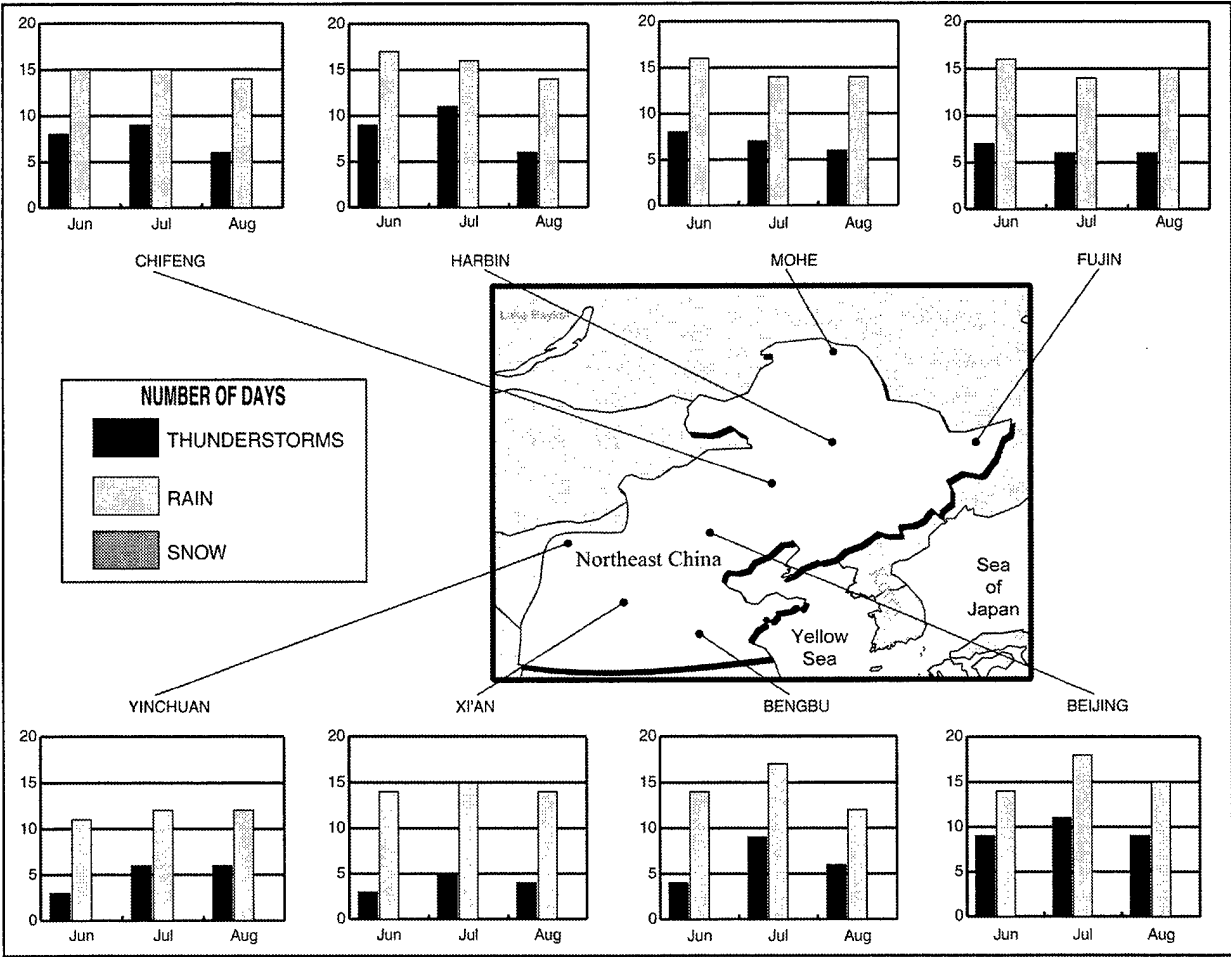 20
15
10
5
0
Jun Jul Aug
20
15
10
5
0
Jun Jul Aug
20
15
10
5
0
Jun Jul Aug
20
15
10
5
0
Jun Jul Aug
CHIFENG
HARBIN
MOHE
FUJIN
NUMBER OF DAYS
THUNDERSTORMS
RAIN
SNOW
Northeast China
Yellow
Sea
Sea
of
Japan
YINCHUAN
XI'AN
BENGBU
BEIJING
20
15
10
5
0
Jun Jul Aug
20
15
10
5
0
Jun Jul Aug
20
15
10
5
0
Jun Jul Aug
20
15
10
5
0
Jun Jul Aug